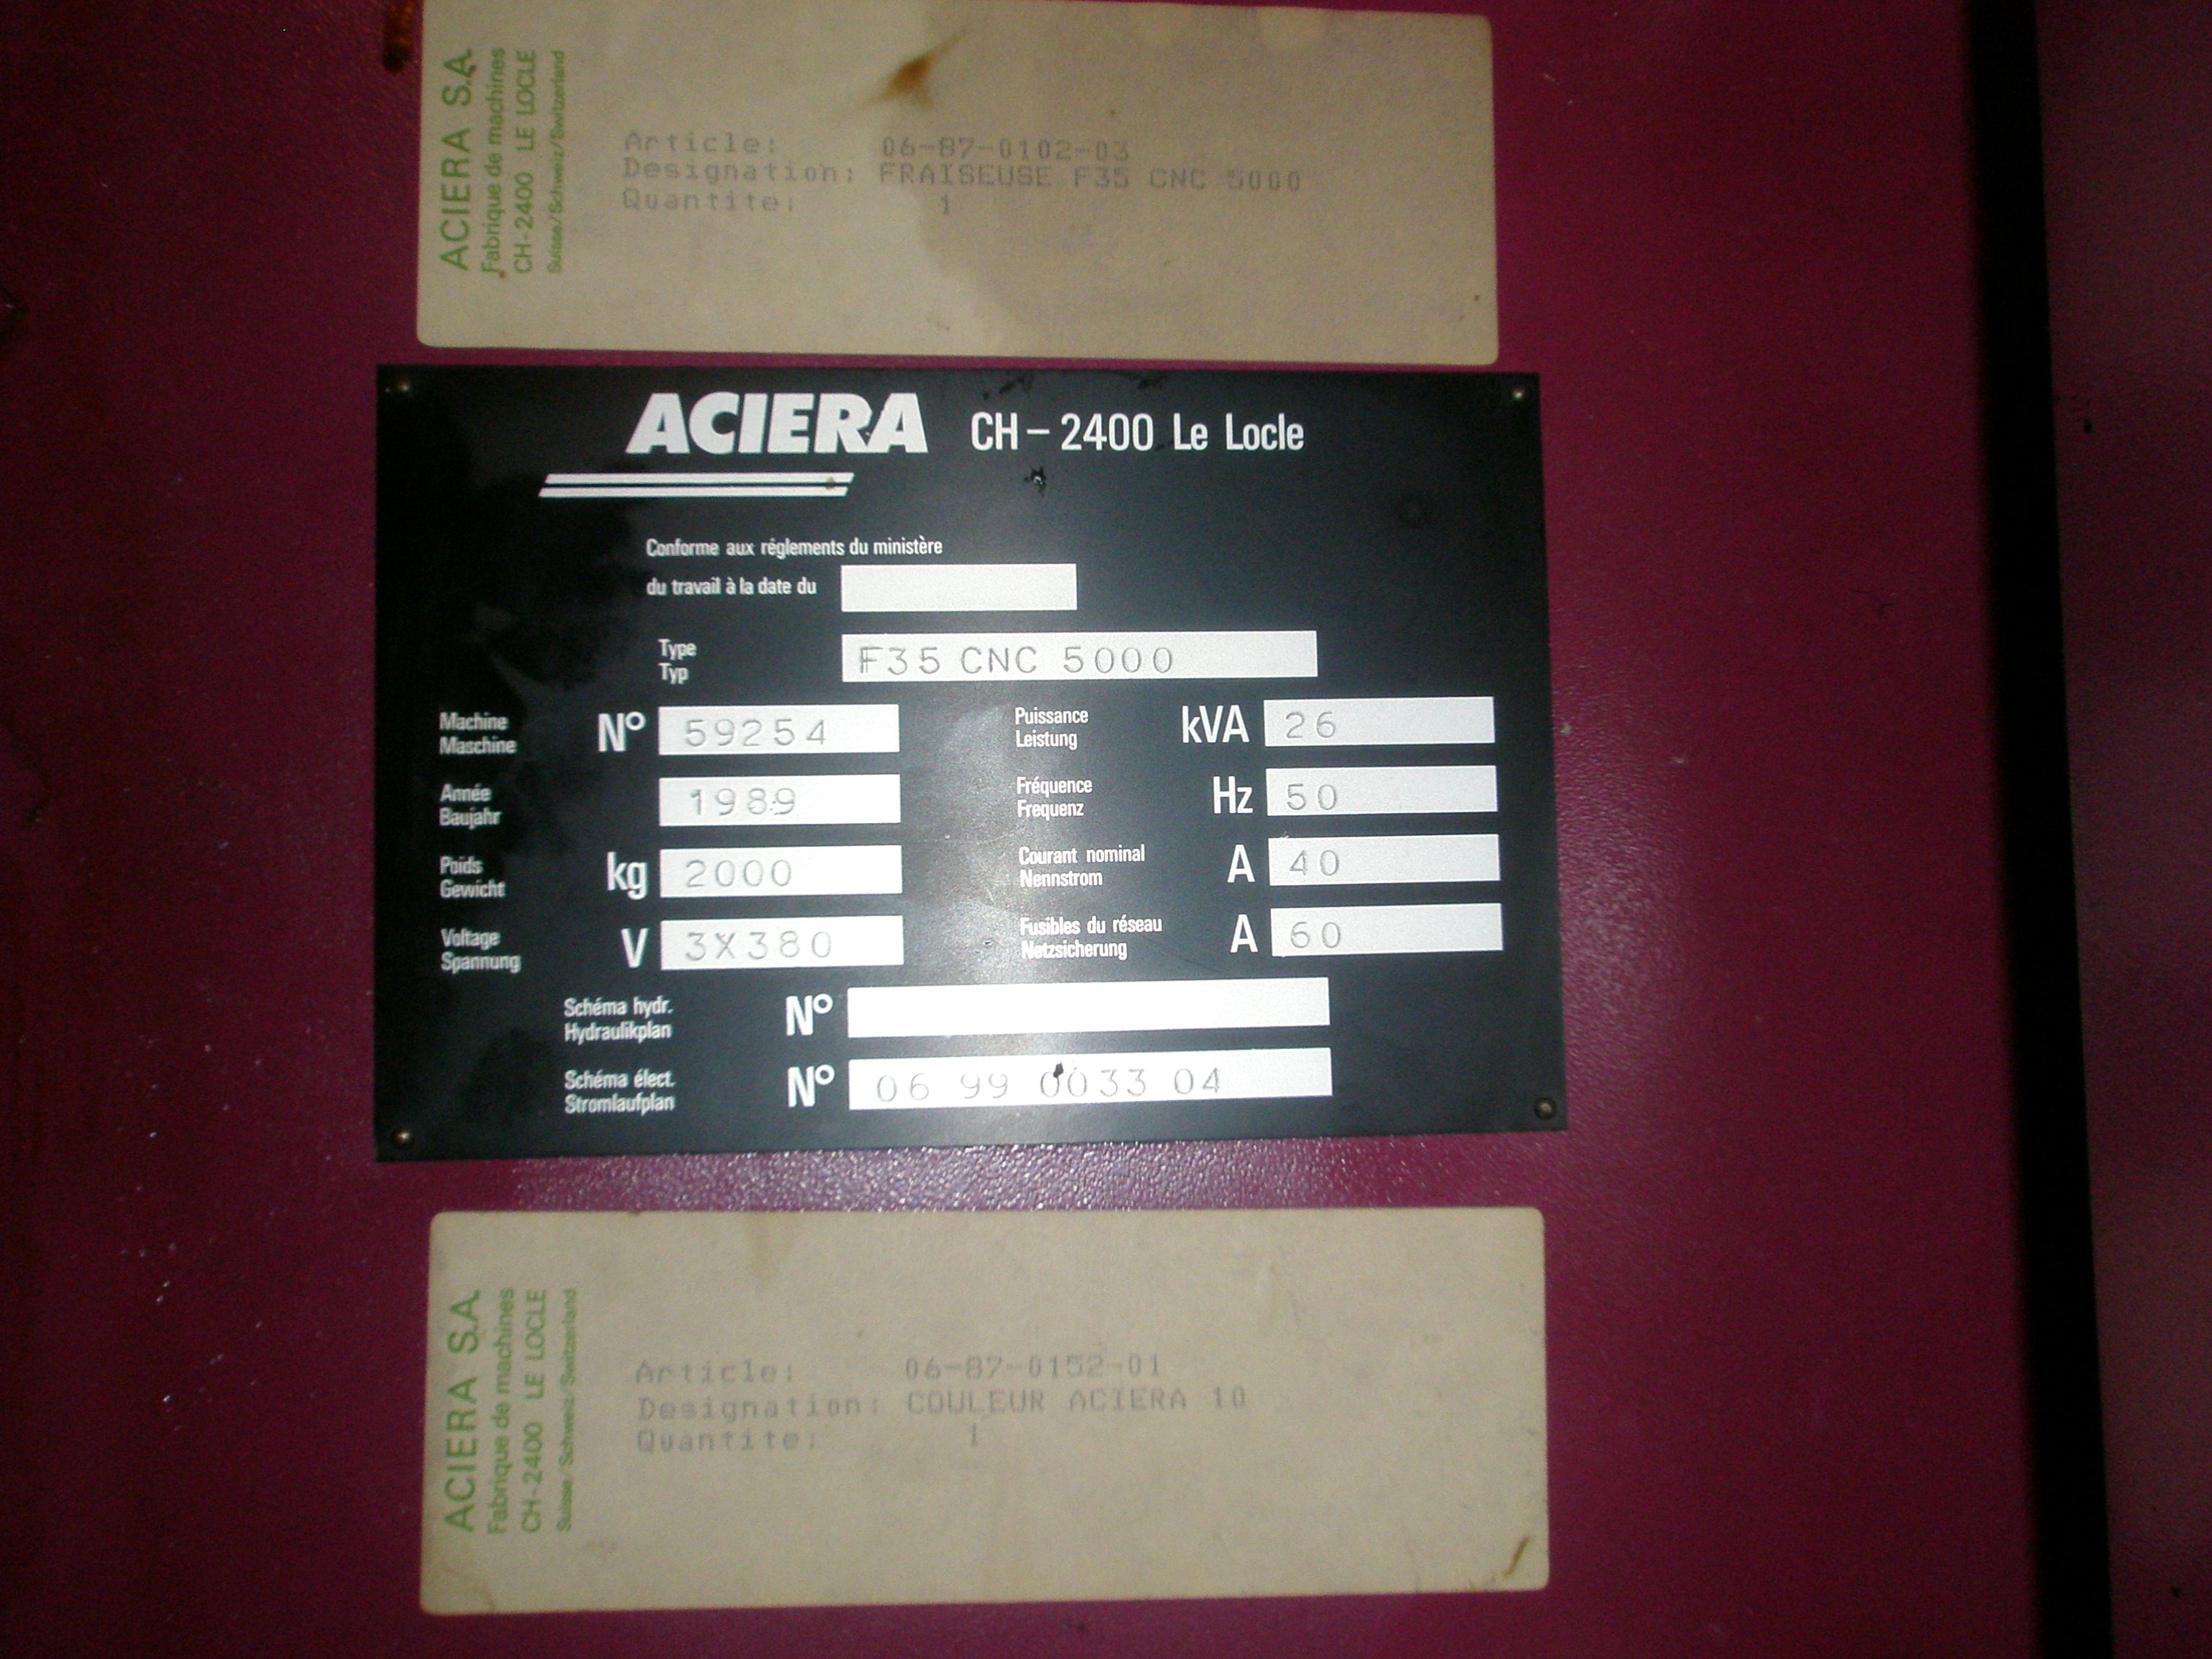 ACIERA S.A.
Fabrique de machines
CH-2400 LE LOCLE
Suisse/Schweiz/Switzerland
Article: 06-87-0102-03
Designation: FRAISEUSE F35 CNC 5000
Quantite: 1
ACIERA CH-2400 Le Locle
Conforme aux réglements du ministère
du travail à la date du
Type
Typ
F35 CNC 5000
Machine
Maschine
N° 59254
Puissance
Leistung
kVA 26
Année
Baujahr
1989
Fréquence
Frequenz
Hz 50
Poids
Gewicht
kg 2000
Courant nominal
Nennstrom
A 40
Voltage
Spannung
V 3X380
Fusibles du réseau
Netzsicherung
A 60
Schéma hydr.
Hydraulikplan
N°
Schéma élect.
Stromlaufplan
N° 06 99 0033 04
ACIERA S.A.
Fabrique de machines
CH-2400 LE LOCLE
Suisse/Schweiz/Switzerland
Article: 06-87-0152-01
Designation: COULEUR ACIERA 10
Quantite: 1